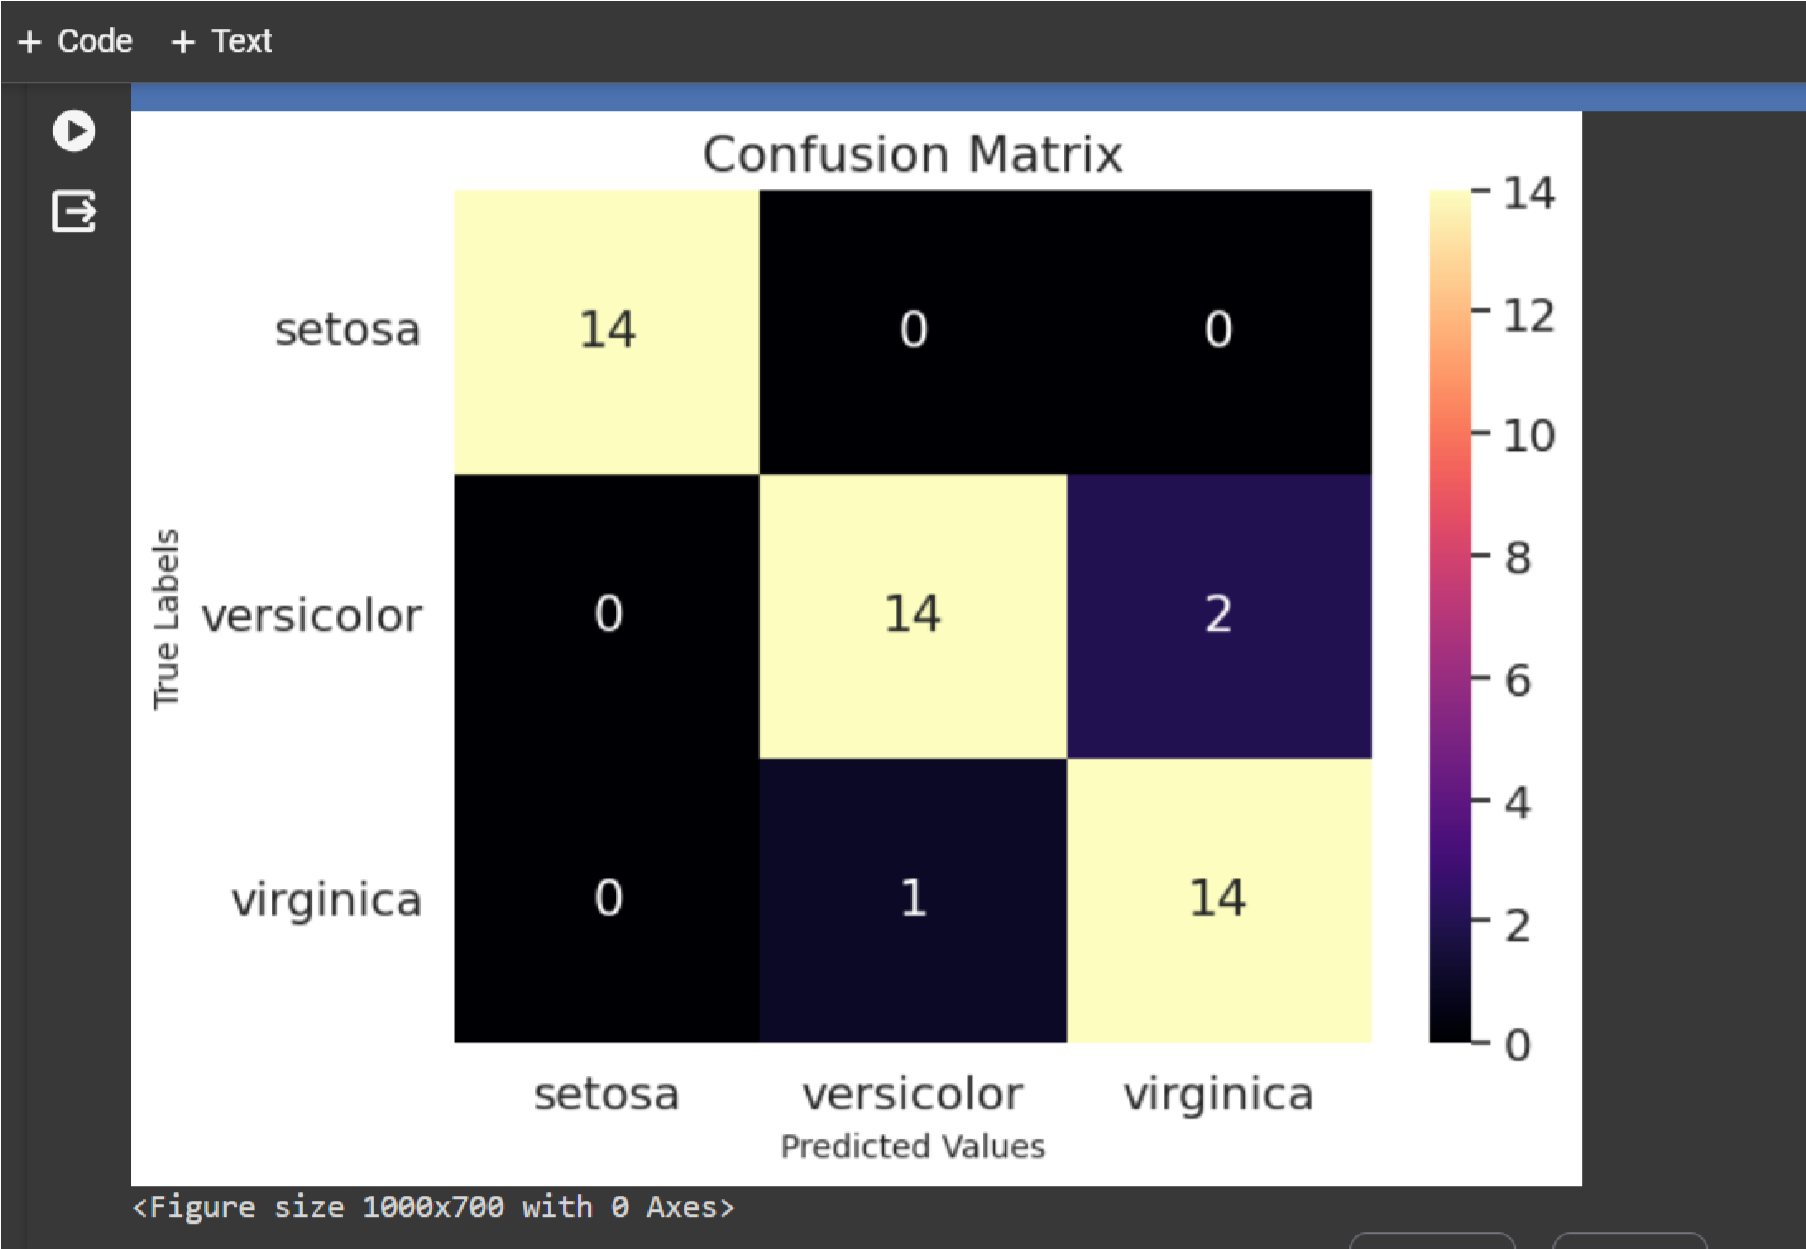 + Code + Text
Confusion Matrix
14
setosa 14 0 0
12
10
True Labels
8
versicolor 0 14 2
6
4
virginica 0 1 14
2
0
setosa versicolor virginica
Predicted Values
<Figure size 1000x700 with 0 Axes>